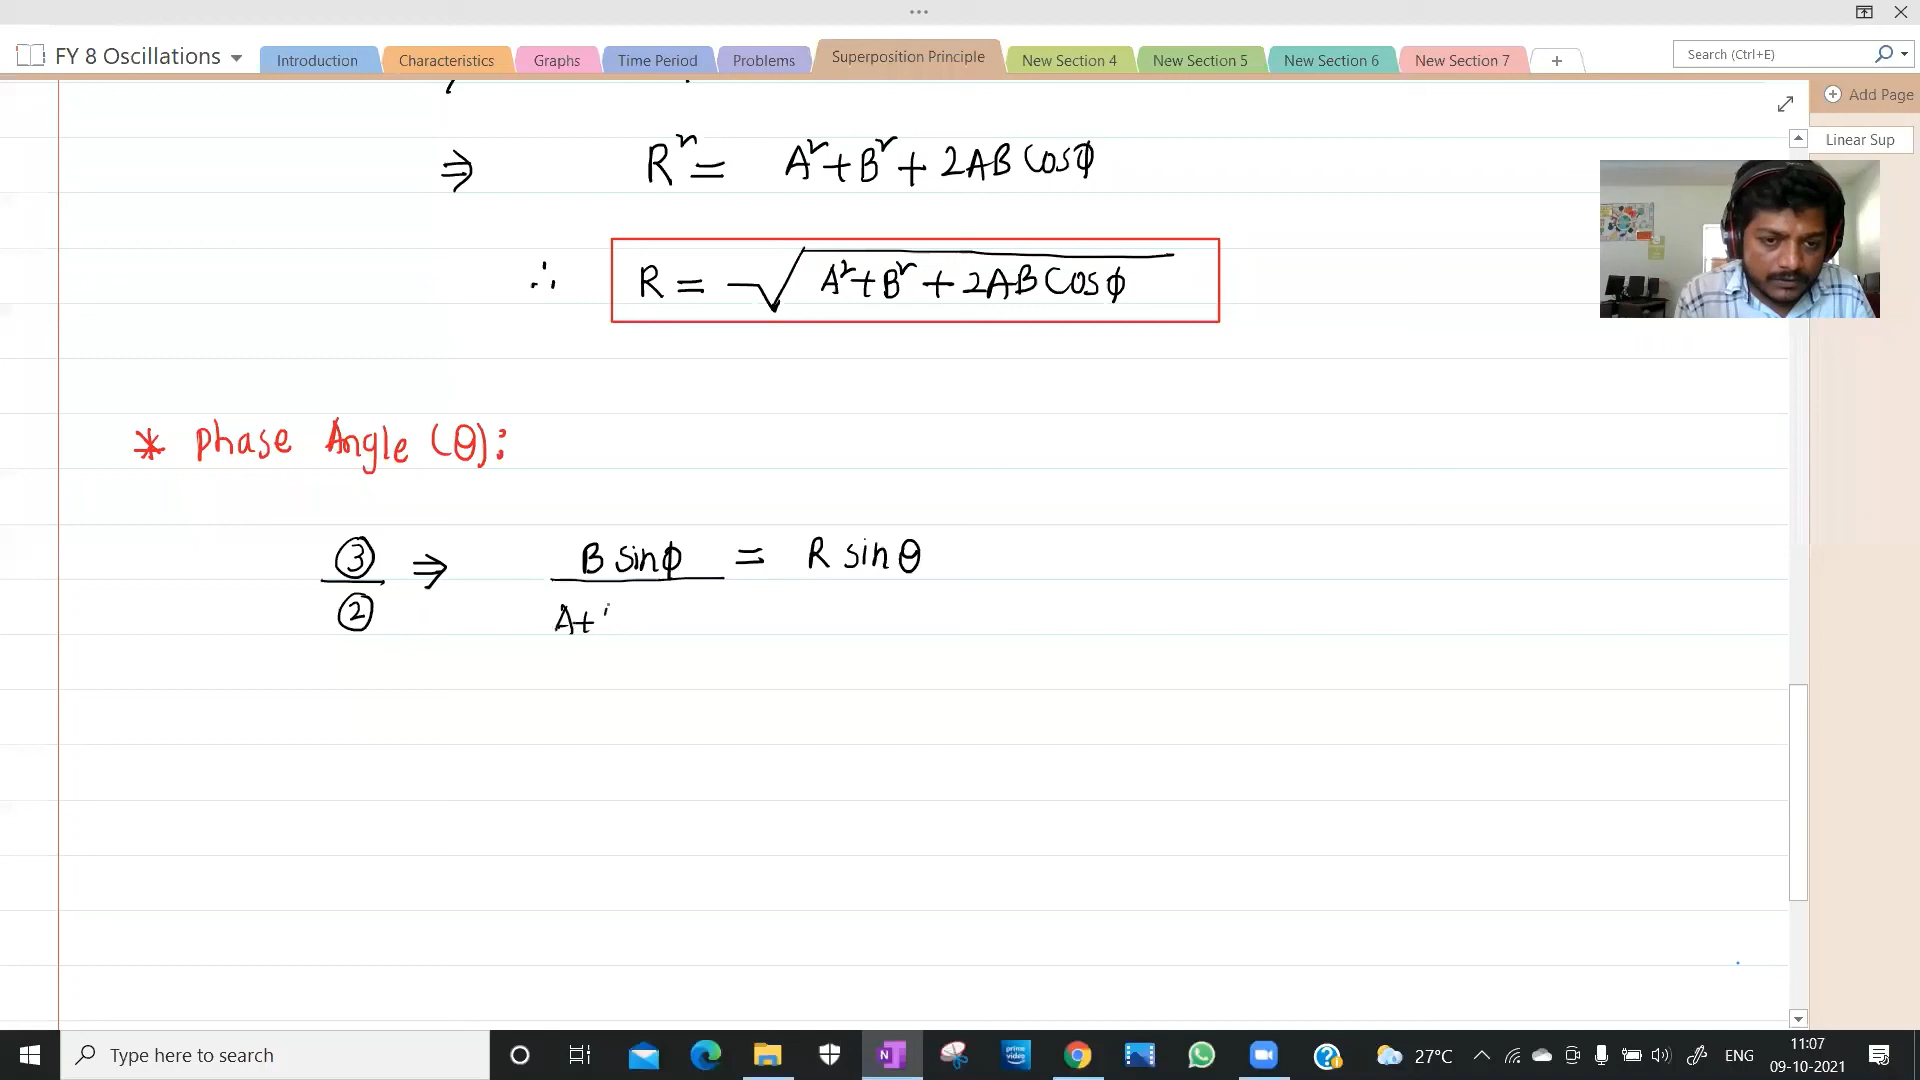 FY 8 Oscillations
Introduction
Characteristics
Graphs
Time Period
Problems
Superposition Principle
New Section 4
New Section 5
New Section 6
New Section 7
+
Search (Ctrl+E)
Add Page
Linear Sup
⇒ R² = A²+B²+2AB Cosϕ
∴ R = √A²+B²+2AB Cosϕ
* Phase Angle (θ):
③/② ⇒ B sinϕ = R sinθ
A+
Type here to search
27°C
ENG
11:07
09-10-2021